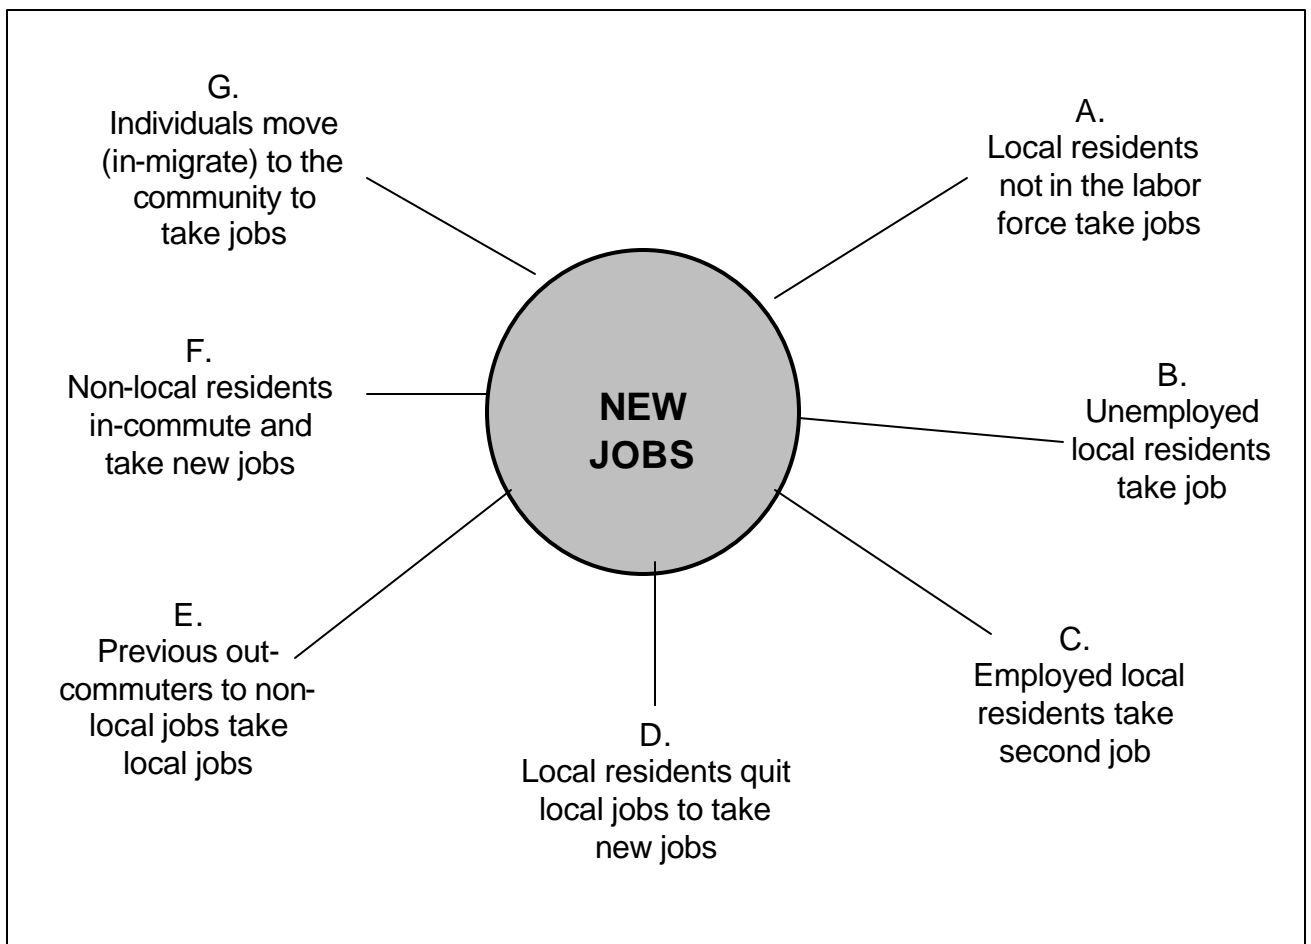 G.
Individuals move
(in-migrate) to the
community to
take jobs
A.
Local residents
not in the labor
force take jobs
F.
Non-local residents
in-commute and
take new jobs
NEW
JOBS
B.
Unemployed
local residents
take job
E.
Previous out-
commuters to non-
local jobs take
local jobs
D.
Local residents quit
local jobs to take
new jobs
C.
Employed local
residents take
second job